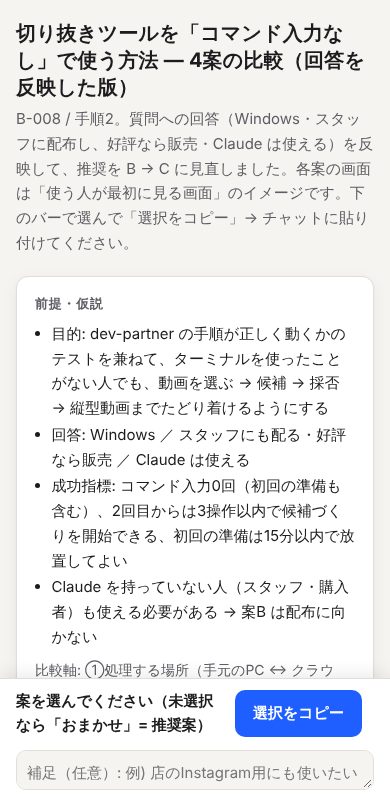 切り抜きツールを「コマンド入力な
し」で使う方法 — 4案の比較（回答を
反映した版）
B-008 / 手順2。質問への回答（Windows・スタッ
フに配布し、好評なら販売・Claude は使える）を反
映して、推奨を B → C に見直しました。各案の画面
は「使う人が最初に見る画面」のイメージです。下
のバーで選んで「選択をコピー」→ チャットに貼り
付けてください。
前提・仮説
• 目的: dev-partner の手順が正しく動くかの
テストを兼ねて、ターミナルを使ったこと
がない人でも、動画を選ぶ → 候補 → 採否
→ 縦型動画までたどり着けるようにする
• 回答: Windows ／ スタッフにも配る・好評
なら販売 ／ Claude は使える
• 成功指標: コマンド入力0回（初回の準備も
含む）、2回目からは3操作以内で候補づく
りを開始できる、初回の準備は15分以内で放
置してよい
• Claude を持っていない人（スタッフ・購入
者）も使える必要がある → 案B は配布に向
かない
比較軸: ①処理する場所（手元のPC ↔ クラウ
案を選んでください（未選択
なら「おまかせ」= 推奨案）
選択をコピー
補足（任意）: 例) 店のInstagram用にも使いたい